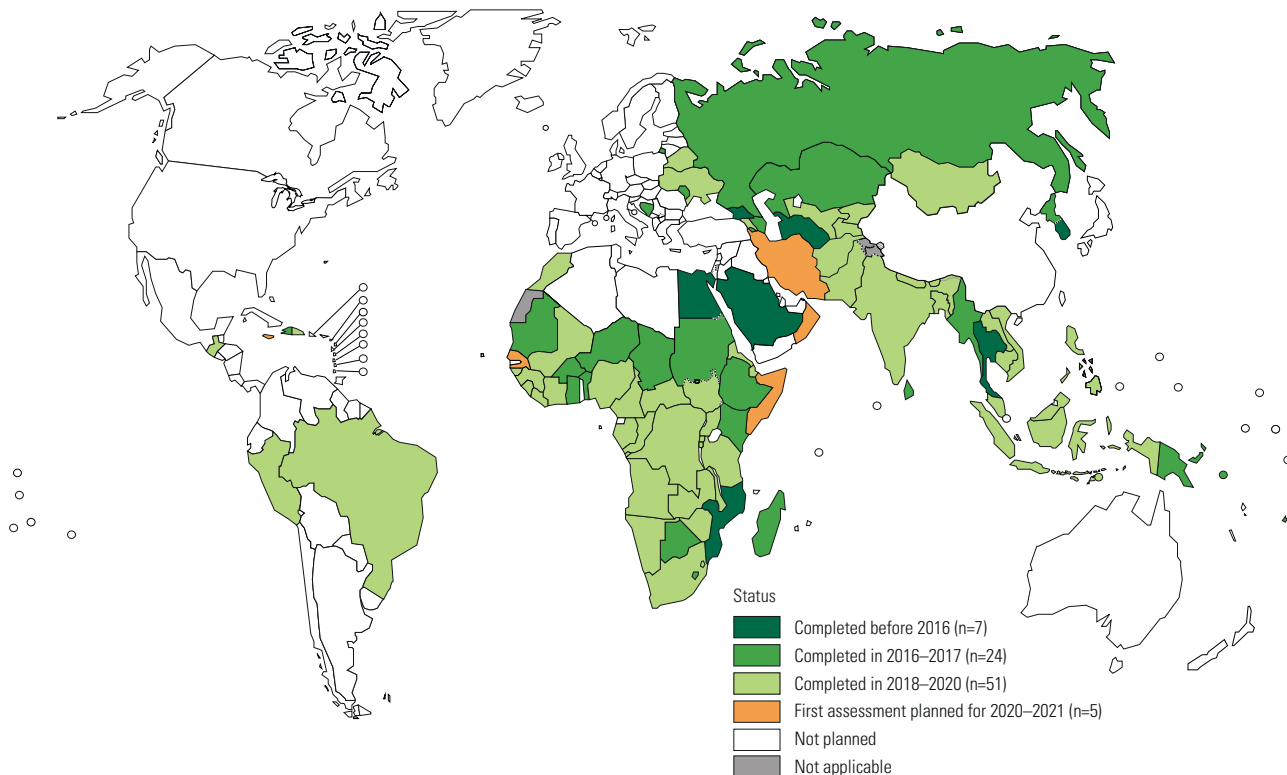 Status
Completed before 2016 (n=7)
Completed in 2016–2017 (n=24)
Completed in 2018–2020 (n=51)
First assessment planned for 2020–2021 (n=5)
Not planned
Not applicable